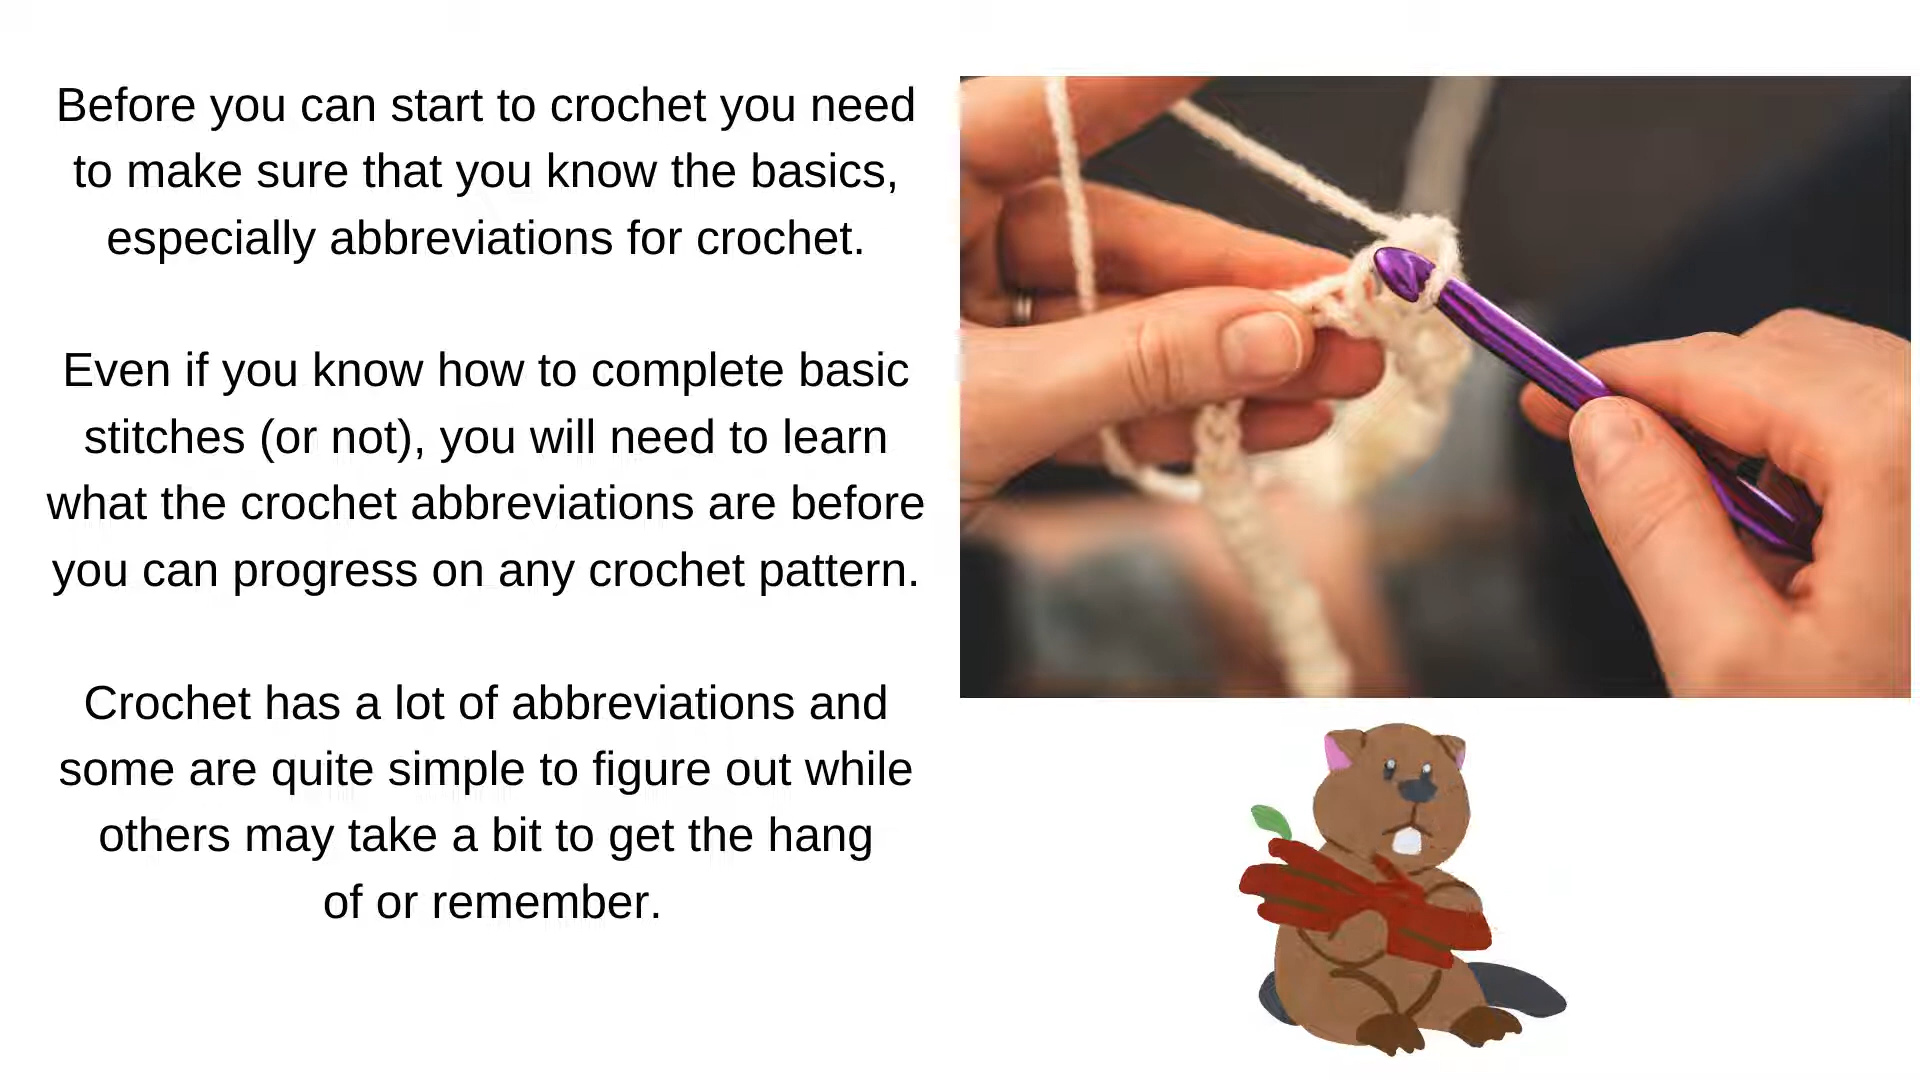 Before you can start to crochet you need
to make sure that you know the basics,
especially abbreviations for crochet.
Even if you know how to complete basic
stitches (or not), you will need to learn
what the crochet abbreviations are before
you can progress on any crochet pattern.
Crochet has a lot of abbreviations and
some are quite simple to figure out while
others may take a bit to get the hang
of or remember.